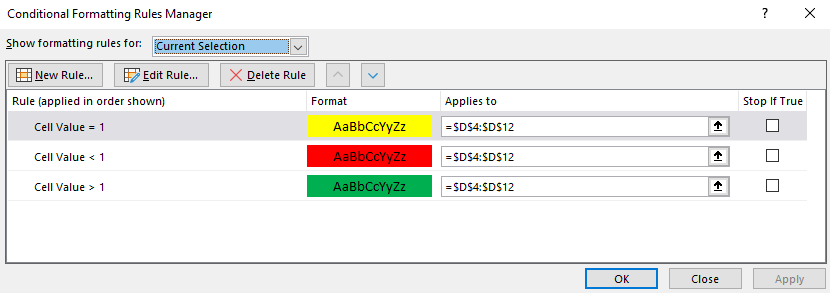 Conditional Formatting Rules Manager ?
Show formatting rules for: Current Selection
New Rule... Edit Rule... Delete Rule
Rule (applied in order shown) Format Applies to Stop If True
Cell Value = 1 AaBbCcYyZz =$D$4:$D$12
Cell Value < 1 AaBbCcYyZz =$D$4:$D$12
Cell Value > 1 AaBbCcYyZz =$D$4:$D$12
OK Close Apply